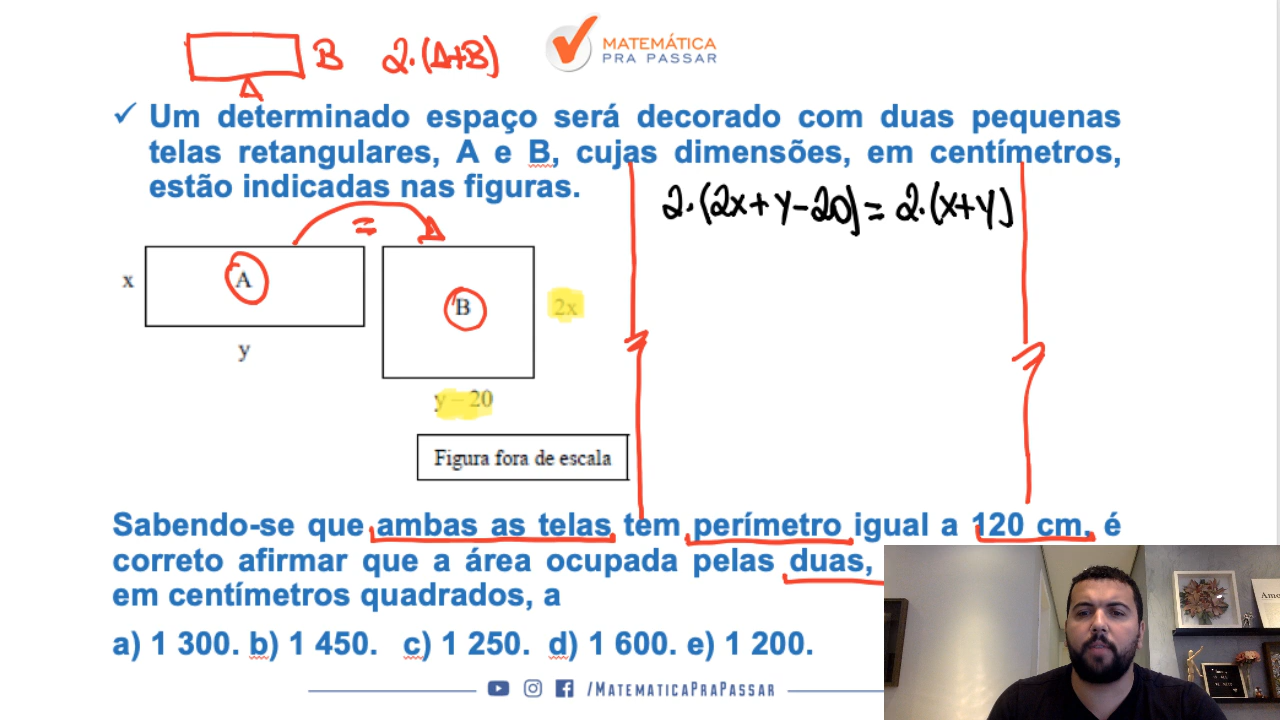 B 2.(A+B)
A
MATEMÁTICA
PRA PASSAR
✓ Um determinado espaço será decorado com duas pequenas
telas retangulares, A e B, cujas dimensões, em centímetros,
estão indicadas nas figuras.
2.(2x+y-20)=2.(x+y)
=
x A B 2x
y
y – 20
Figura fora de escala
Sabendo-se que ambas as telas tem perímetro igual a 120 cm, é
correto afirmar que a área ocupada pelas duas,
em centímetros quadrados, a
a) 1 300. b) 1 450. c) 1 250. d) 1 600. e) 1 200.
/MATEMATICAPRAPASSAR